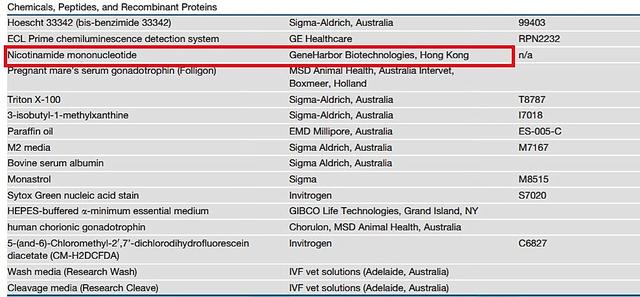 Chemicals, Peptides, and Recombinant Proteins
Hoescht 33342 (bis-benzimide 33342) Sigma-Aldrich, Australia 99403
ECL Prime chemiluminescence detection system GE Healthcare RPN2232
Nicotinamide mononucleotide GeneHarbor Biotechnologies, Hong Kong n/a
Pregnant mare's serum gonadotrophin (Folligon) MSD Animal Health, Australia Intervet,
Boxmeer, Holland
Triton X-100 Sigma-Aldrich, Australia T8787
3-isobutyl-1-methylxanthine Sigma-Aldrich, Australia I7018
Paraffin oil EMD Millipore, Australia ES-005-C
M2 media Sigma Aldrich, Australia M7167
Bovine serum albumin Sigma Aldrich, Australia
Monastrol Sigma M8515
Sytox Green nucleic acid stain Invitrogen S7020
HEPES-buffered α-minimum essential medium GIBCO Life Technologies, Grand Island, NY
human chorionic gonadotrophin Chorulon, MSD Animal Health, Australia
5-(and-6)-Chloromethyl-2′,7′-dichlorodihydrofluorescein Invitrogen C6827
diacetate (CM-H2DCFDA)
Wash media (Research Wash) IVF vet solutions (Adelaide, Australia)
Cleavage media (Research Cleave) IVF vet solutions (Adelaide, Australia)